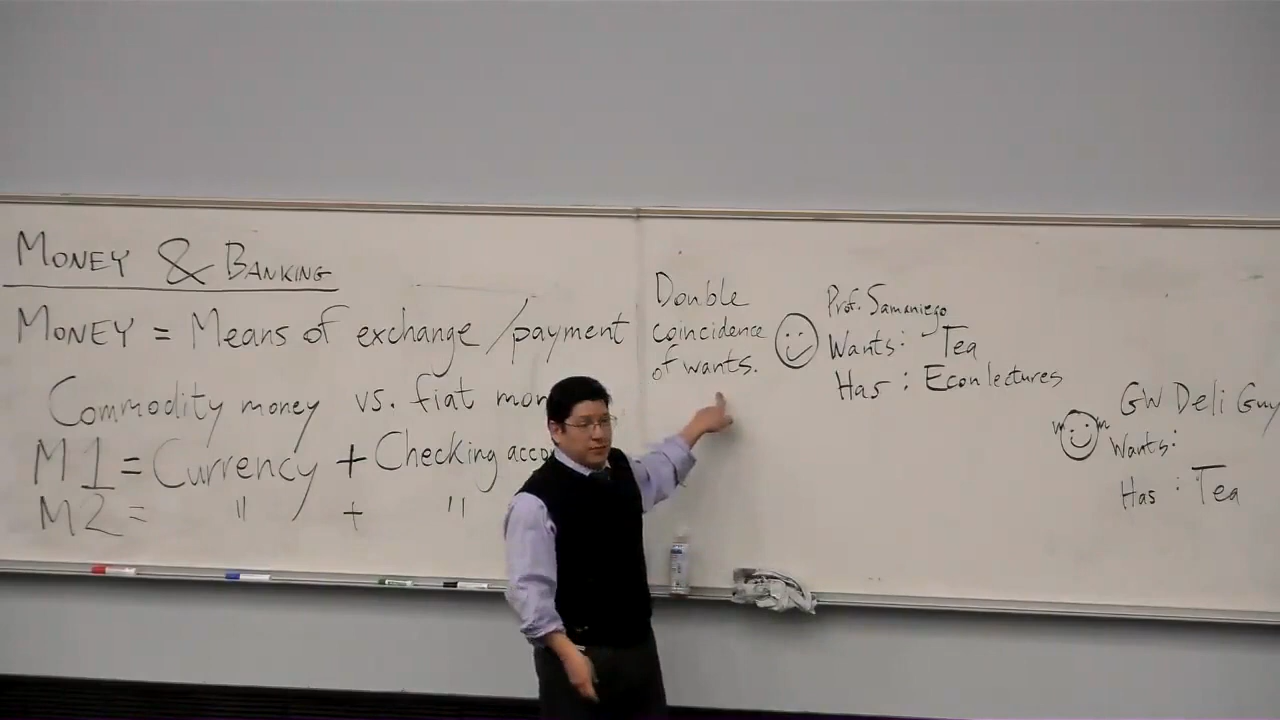 MONEY & BANKING
MONEY = Means of exchange / payment
Commodity money vs. fiat
M1 = Currency + Checking
M2 = " + "
Double
coincidence
of wants.
Prof. Samaniego
Wants: Tea
Has: Econ lectures
GW Deli Guy
Wants:
Has: Tea